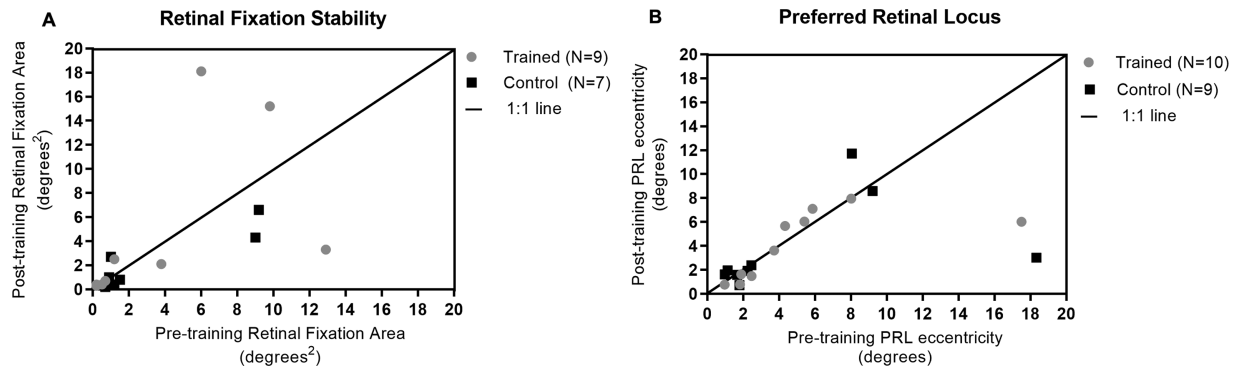 A
Retinal Fixation Stability
Post-training Retinal Fixation Area
(degrees²)
20
18
16
14
12
10
8
6
4
2
0
0 2 4 6 8 10 12 14 16 18 20
Pre-training Retinal Fixation Area
(degrees²)
Trained (N=9)
Control (N=7)
1:1 line
B
Preferred Retinal Locus
Post-training PRL eccentricity
(degrees)
20
18
16
14
12
10
8
6
4
2
0
0 2 4 6 8 10 12 14 16 18 20
Pre-training PRL eccentricity
(degrees)
Trained (N=10)
Control (N=9)
1:1 line